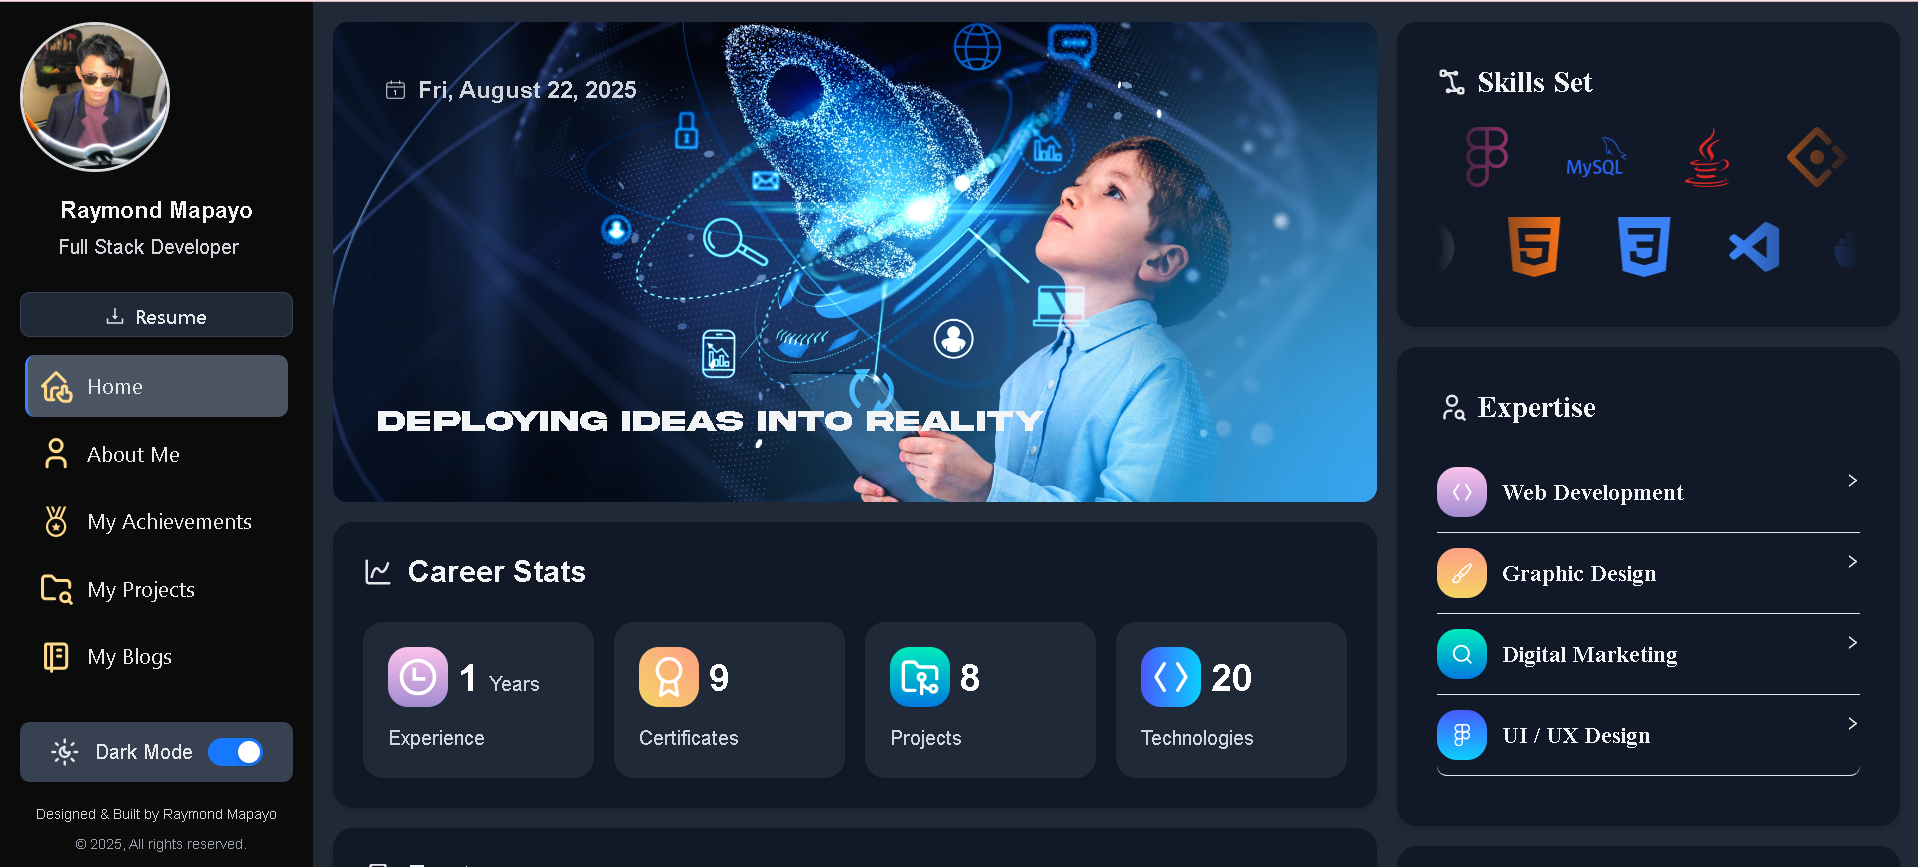 Raymond Mapayo
Full Stack Developer
Resume
Home
About Me
My Achievements
My Projects
My Blogs
Dark Mode
Designed & Built by Raymond Mapayo
© 2025, All rights reserved.
Fri, August 22, 2025
DEPLOYING IDEAS INTO REALITY
Career Stats
1 Years
Experience
9
Certificates
8
Projects
20
Technologies
Skills Set
MySQL
Expertise
Web Development
Graphic Design
Digital Marketing
UI / UX Design